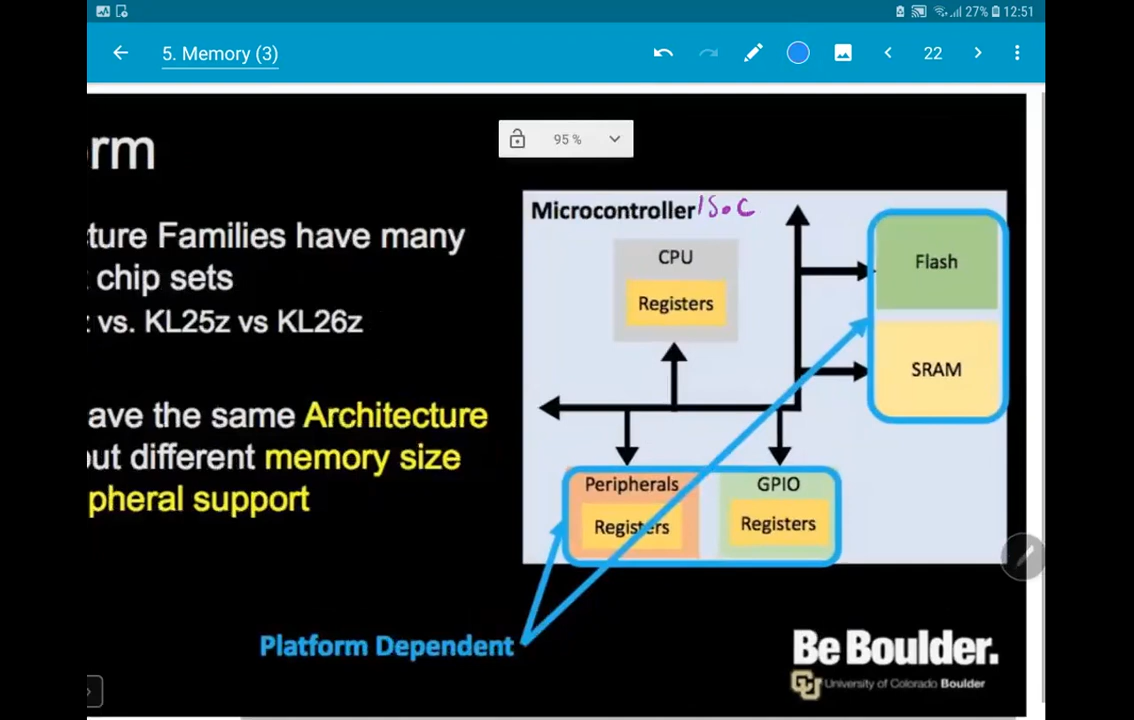 27% 12:51
5. Memory (3)
22
95 %
rm
ture Families have many
chip sets
vs. KL25z vs KL26z
ave the same Architecture
out different memory size
pheral support
Microcontroller/SoC
CPU
Registers
Flash
SRAM
Peripherals
Registers
GPIO
Registers
Platform Dependent
Be Boulder.
University of Colorado Boulder